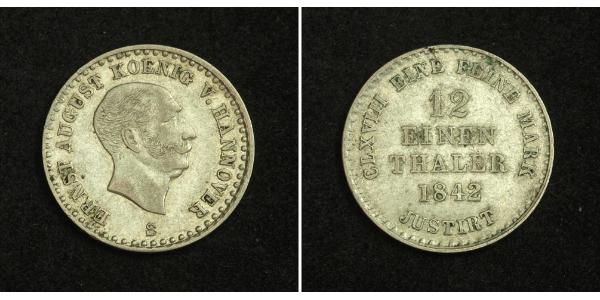 ERNST AUGUST KOENIG V. HANNOVER
S
CLXVIII EINE FEINE MARK
12
EINEN
THALER
1842
JUSTIRT